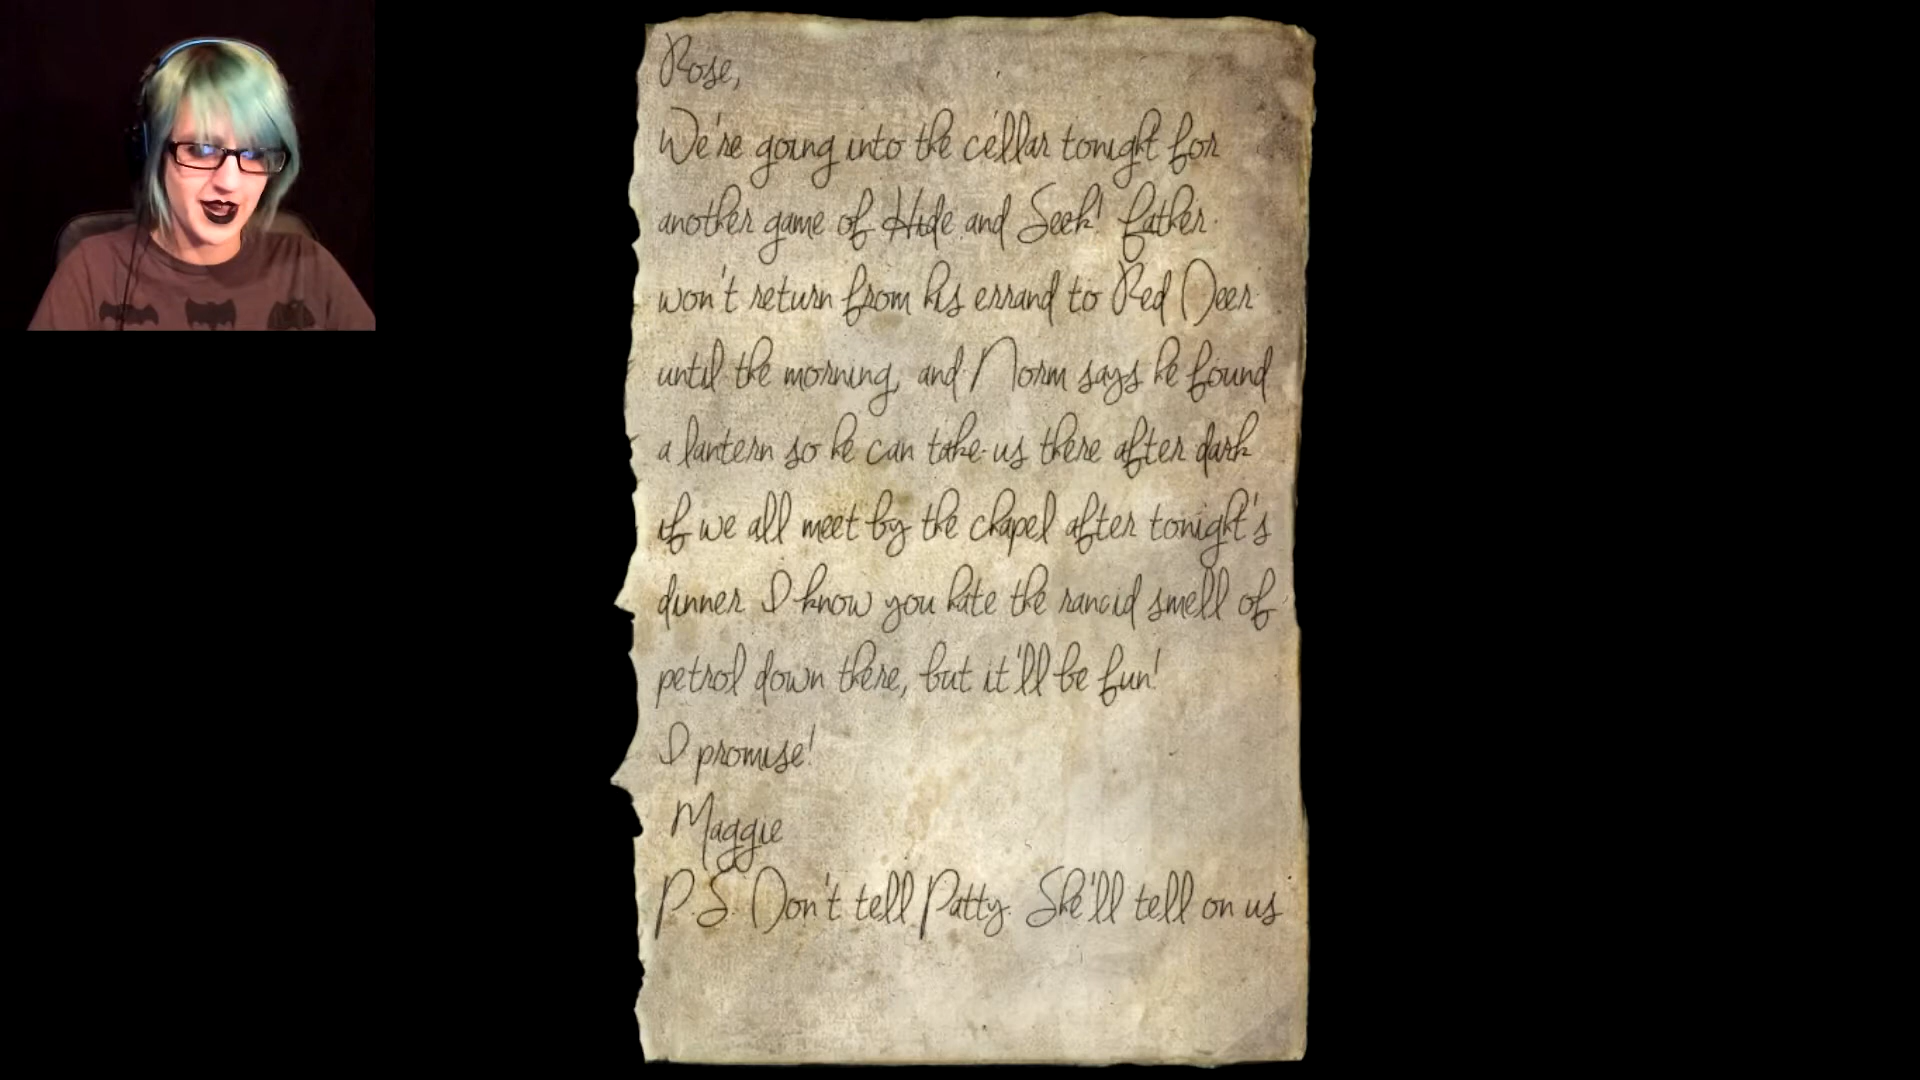 Rose,
We're going into the cellar tonight for
another game of Hide and Seek! Father
won't return from his errand to Red Deer
until the morning, and Norm says he found
a lantern so he can take us there after dark
if we all meet by the chapel after tonight's
dinner. I know you hate the rancid smell of
petrol down there, but it'll be fun!
I promise!
Maggie
P.S. Don't tell Patty. She'll tell on us